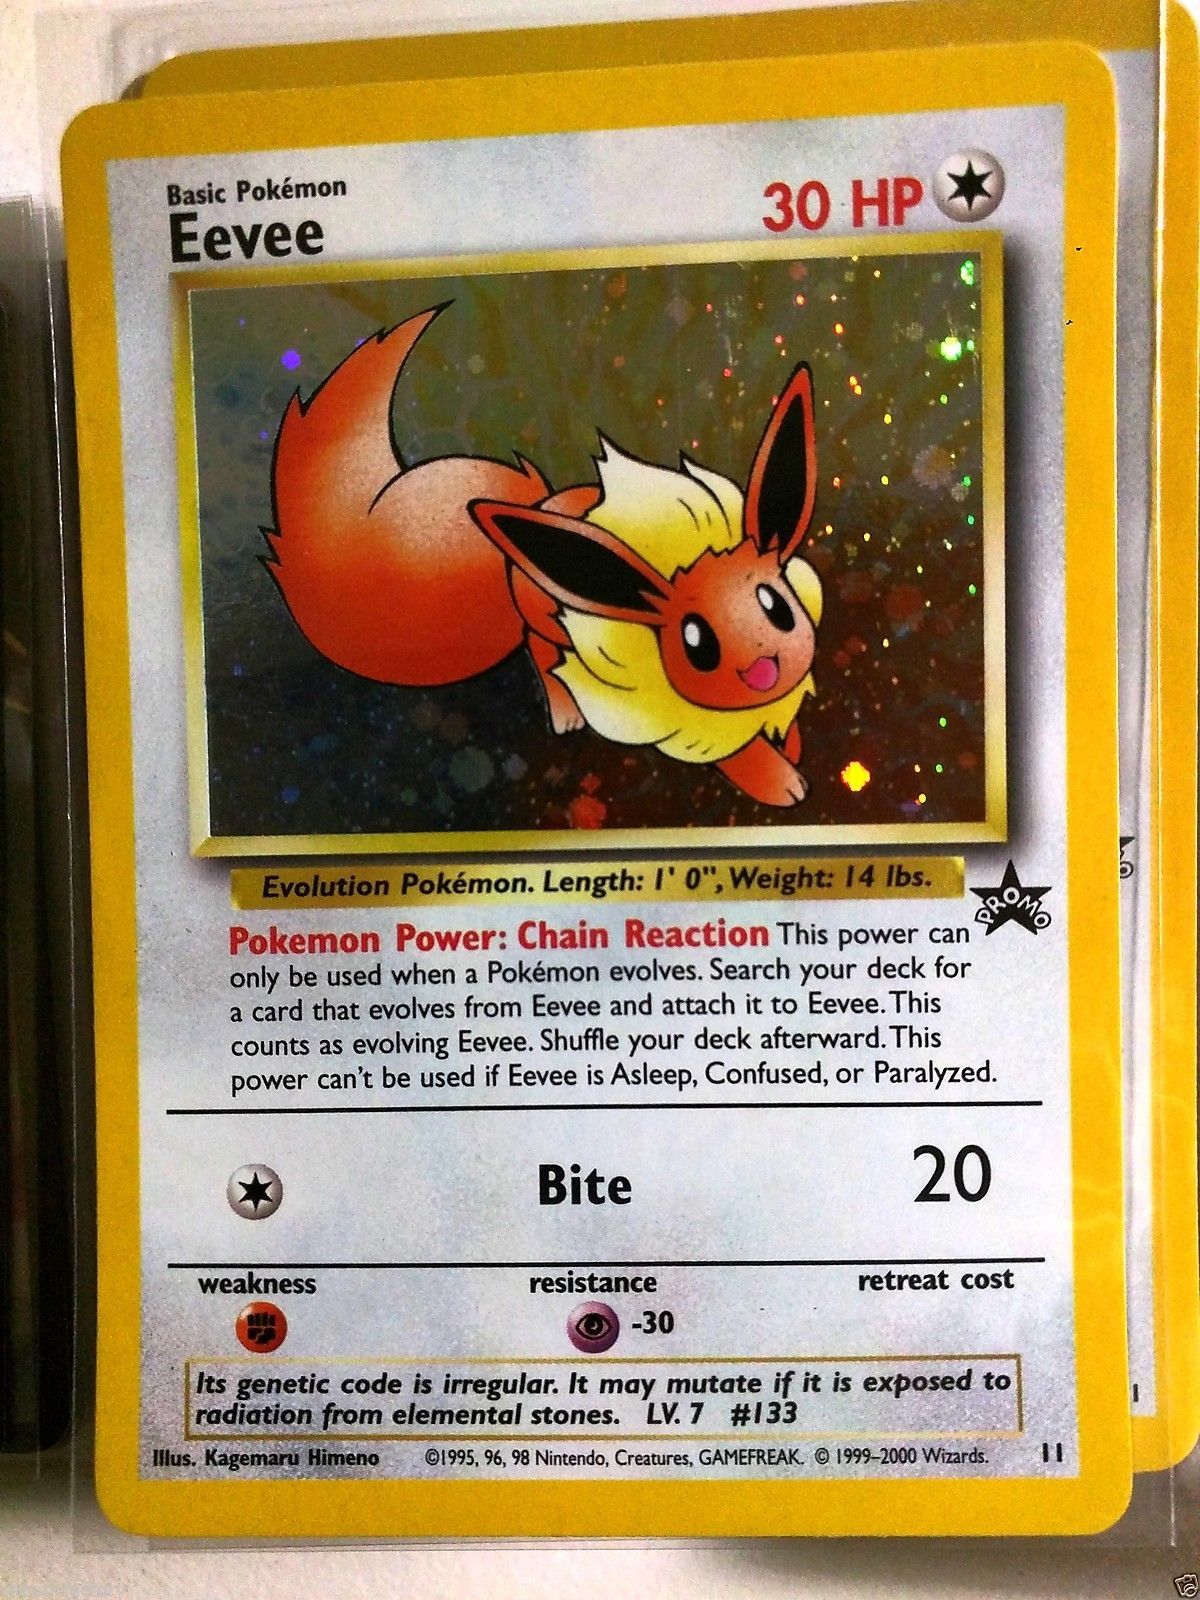 Basic Pokémon
Eevee
30 HP
Evolution Pokémon. Length: 1' 0", Weight: 14 lbs.
PROMO
Pokemon Power: Chain Reaction This power can
only be used when a Pokémon evolves. Search your deck for
a card that evolves from Eevee and attach it to Eevee. This
counts as evolving Eevee. Shuffle your deck afterward. This
power can't be used if Eevee is Asleep, Confused, or Paralyzed.
Bite
20
weakness
resistance
retreat cost
-30
Its genetic code is irregular. It may mutate if it is exposed to
radiation from elemental stones. LV. 7 #133
Illus. Kagemaru Himeno
©1995, 96, 98 Nintendo, Creatures, GAMEFREAK. © 1999–2000 Wizards.
11